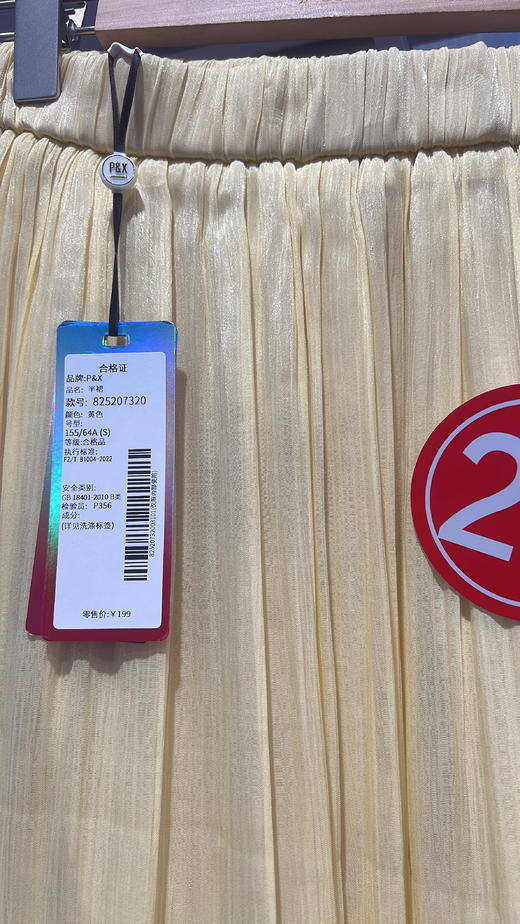 P&X
合格证
品牌:P&X
品名: 半裙
款号: 825207320
颜色: 黄色
号型:
155/64A (S)
等级:合格品
执行标准:
FZ/T 81004-2022
安全类别:
GB 18401-2010 B类
检验员: P356
成分:
(详见洗涤标签)
零售价:￥199
2